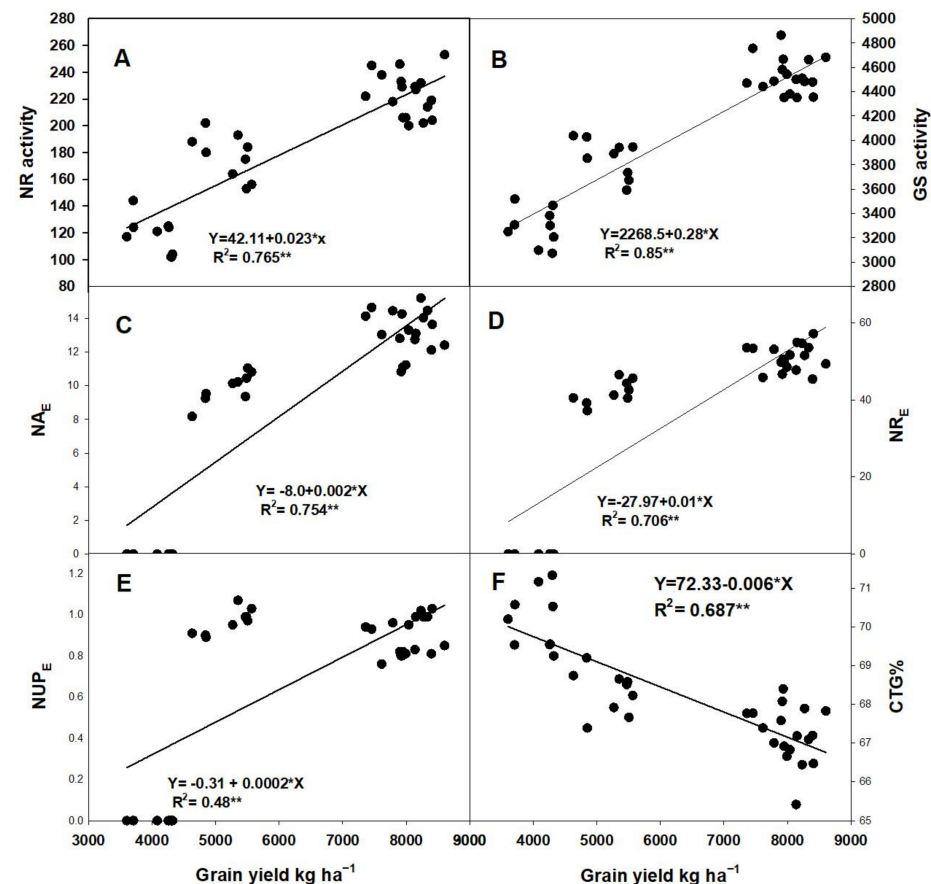 A
NR activity
280
260
240
220
200
180
160
140
120
100
80
Y=42.11+0.023*x
R²= 0.765**
B
GS activity
5000
4800
4600
4400
4200
4000
3800
3600
3400
3200
3000
2800
Y=2268.5+0.28*X
R²= 0.85**
C
NAE
14
12
10
8
6
4
2
0
Y= -8.0+0.002*X
R²= 0.754**
D
NRE
60
40
20
0
Y=-27.97+0.01*X
R²= 0.706**
E
NUPE
1.2
1.0
0.8
0.6
0.4
0.2
0.0
Y= -0.31 + 0.0002*X
R²= 0.48**
3000 4000 5000 6000 7000 8000 9000
Grain yield kg ha⁻¹
F
CTG%
71
70
69
68
67
66
65
Y=72.33-0.006*X
R²= 0.687**
4000 5000 6000 7000 8000 9000
Grain yield kg ha⁻¹